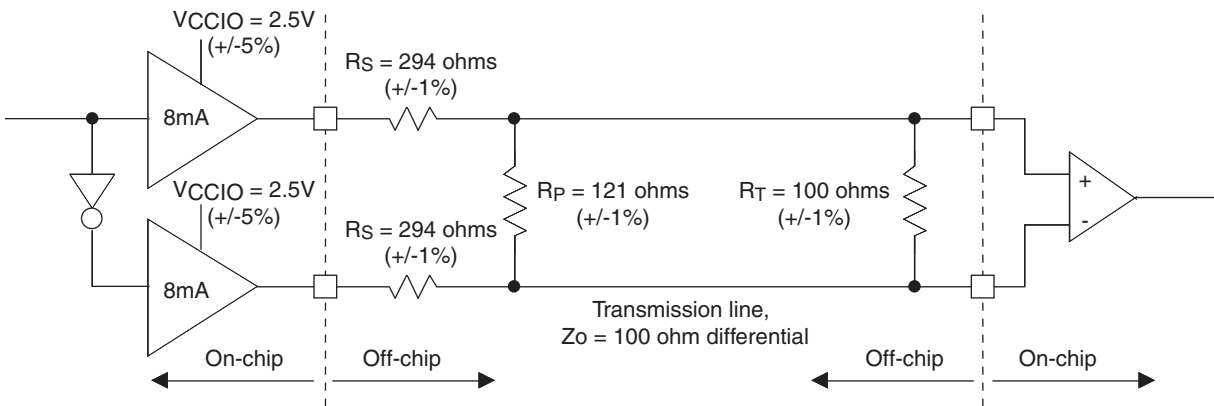 VCCIO = 2.5V
(+/-5%)
8mA
RS = 294 ohms
(+/-1%)
VCCIO = 2.5V
(+/-5%)
8mA
RS = 294 ohms
(+/-1%)
RP = 121 ohms
(+/-1%)
RT = 100 ohms
(+/-1%)
+
-
Transmission line,
Zo = 100 ohm differential
On-chip
Off-chip
Off-chip
On-chip